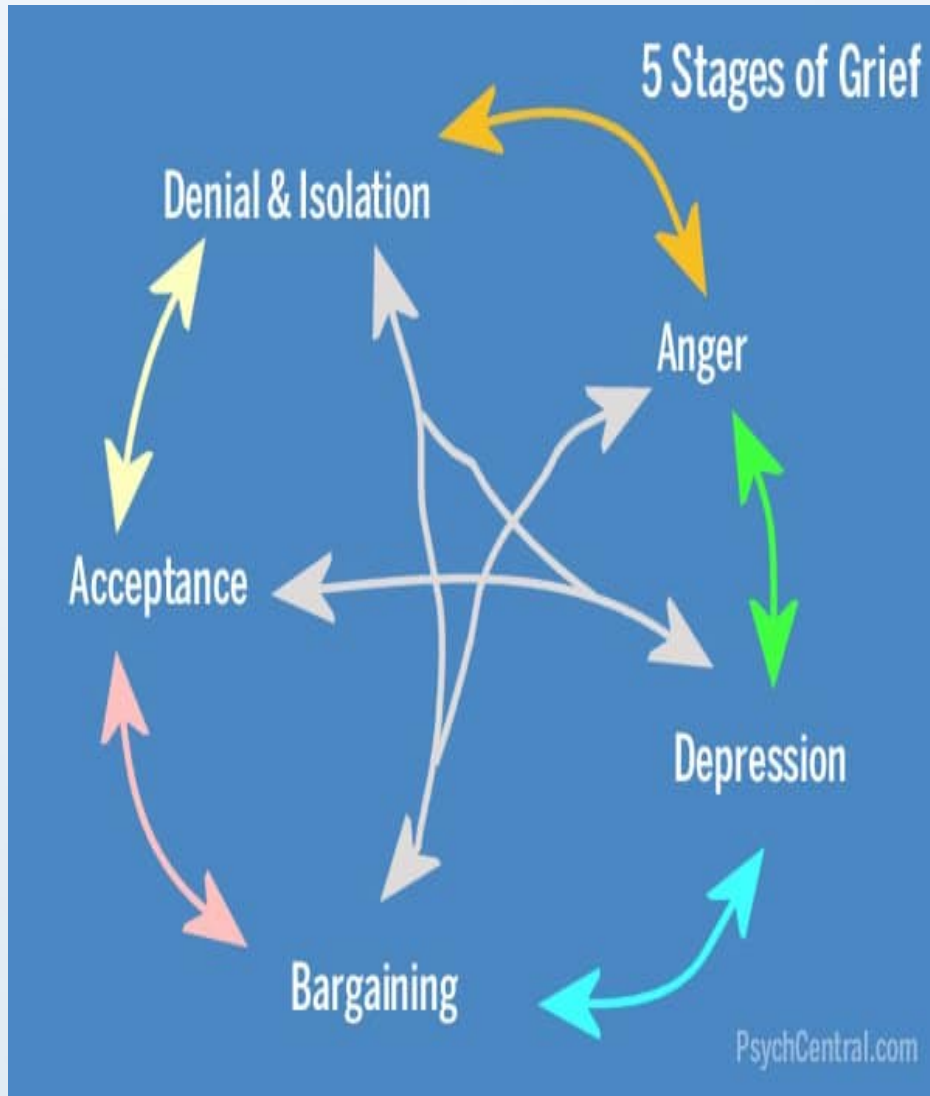 5 Stages of Grief
Denial & Isolation
Anger
Acceptance
Depression
Bargaining
PsychCentral.com